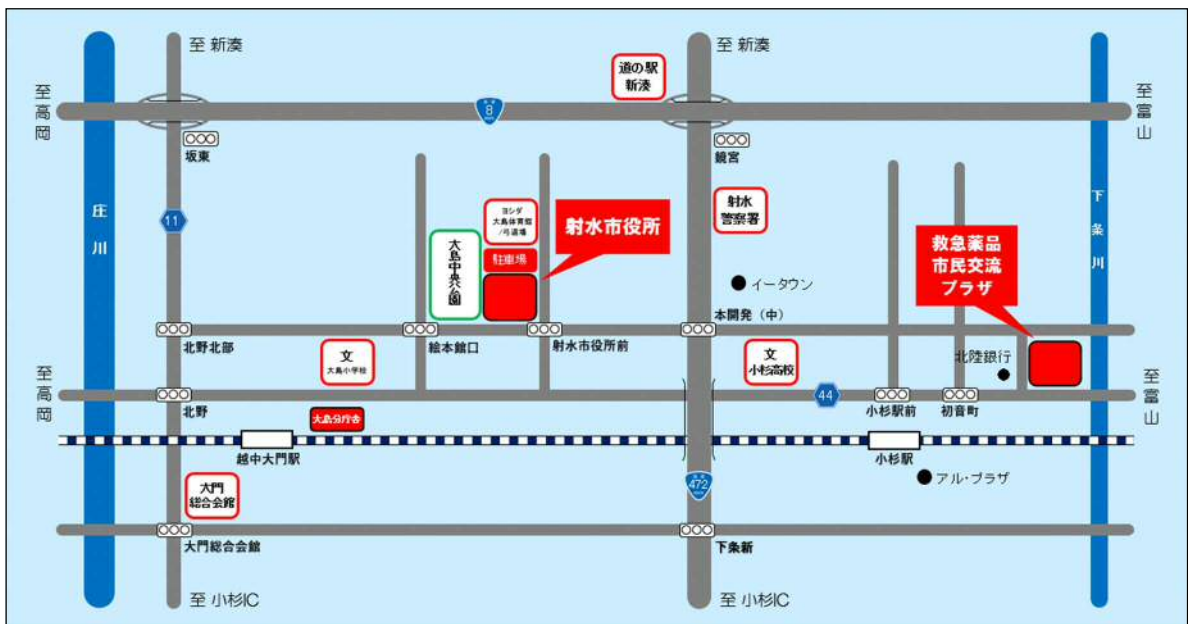 至 新湊
至 新湊
道の駅
新湊
至高岡
8
至富山
坂東
鏡宮
庄川
11
ヨシダ
大島体育館
/弓道場
駐車場
大島中央公園
射水市役所
射水
警察署
救急薬品
市民交流
プラザ
下条川
イータウン
本開発（中）
北野北部
絵本館口
射水市役所前
文
大島小学校
文
小杉高校
北陸銀行
至高岡
44
至富山
北野
小杉駅前
初音町
大島分庁舎
越中大門駅
小杉駅
大門
総合会館
472
アル・プラザ
大門総合会館
下条新
至 小杉IC
至 小杉IC